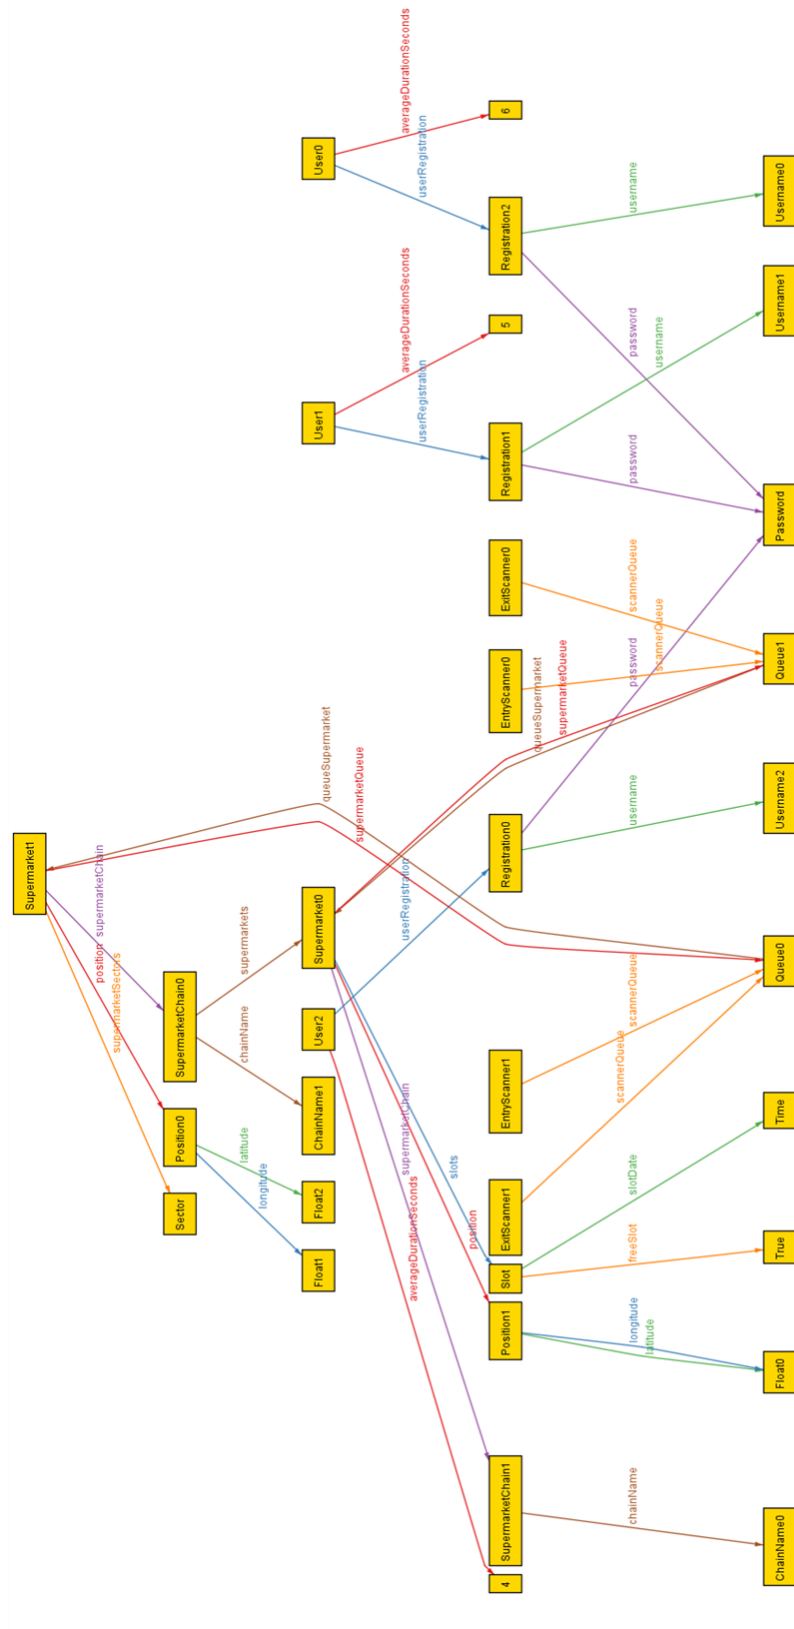 Supermarket1
position
supermarketChain
supermarketSectors
Sector
Position0
SupermarketChain0
latitude
chainName
supermarkets
longitude
Float1
Float2
ChainName1
User2
Supermarket0
User1
User0
queueSupermarket
supermarketQueue
supermarketChain
userRegistration
averageDurationSeconds
averageDurationSeconds
averageDurationSeconds
userRegistration
userRegistration
slots
position
4
SupermarketChain1
Position1
Slot
ExitScanner1
EntryScanner1
Registration0
EntryScanner0
ExitScanner0
Registration1
5
Registration2
6
queueSupermarket
supermarketQueue
scannerQueue
chainName
longitude
freeSlot
slotDate
scannerQueue
username
password
scannerQueue
password
password
username
latitude
scannerQueue
username
ChainName0
Float0
True
Time
Queue0
Username2
Queue1
Password
Username1
Username0